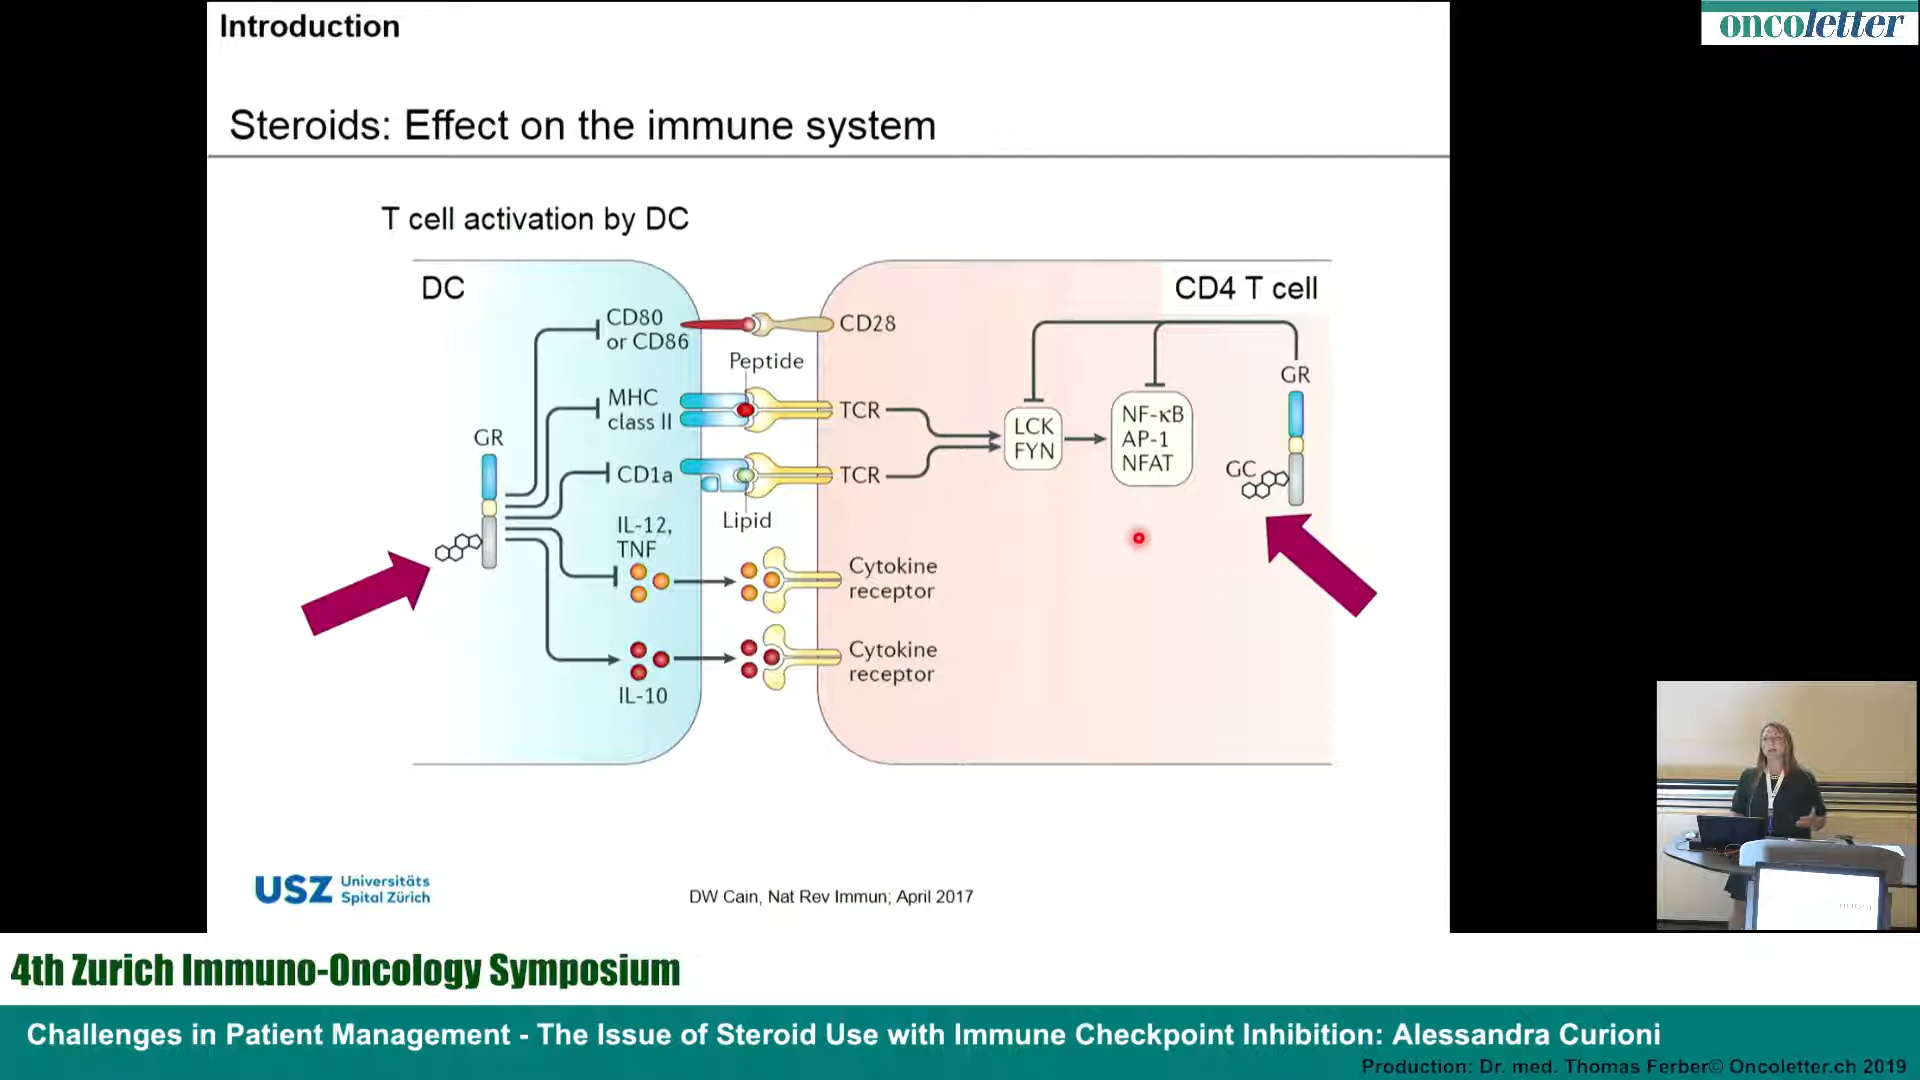 Introduction
oncoletter
Steroids: Effect on the immune system
T cell activation by DC
DC
CD4 T cell
CD80
or CD86
CD28
Peptide
MHC
class II
TCR
GR
CD1a
TCR
Lipid
IL-12,
TNF
Cytokine
receptor
IL-10
Cytokine
receptor
LCK
FYN
NF-κB
AP-1
NFAT
GR
GC
USZ Universitäts
Spital Zürich
DW Cain, Nat Rev Immun; April 2017
4th Zurich Immuno-Oncology Symposium
Challenges in Patient Management - The Issue of Steroid Use with Immune Checkpoint Inhibition: Alessandra Curioni
Production: Dr. med. Thomas Ferber© Oncoletter.ch 2019